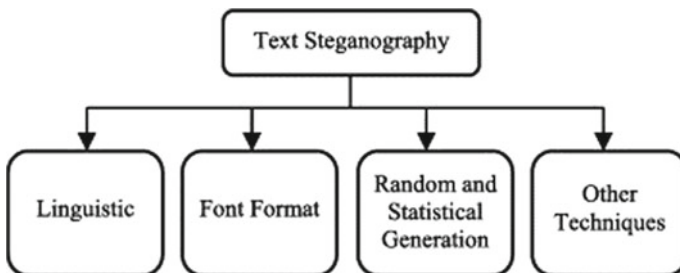 Text Steganography
Linguistic
Font Format
Random and
Statistical
Generation
Other
Techniques